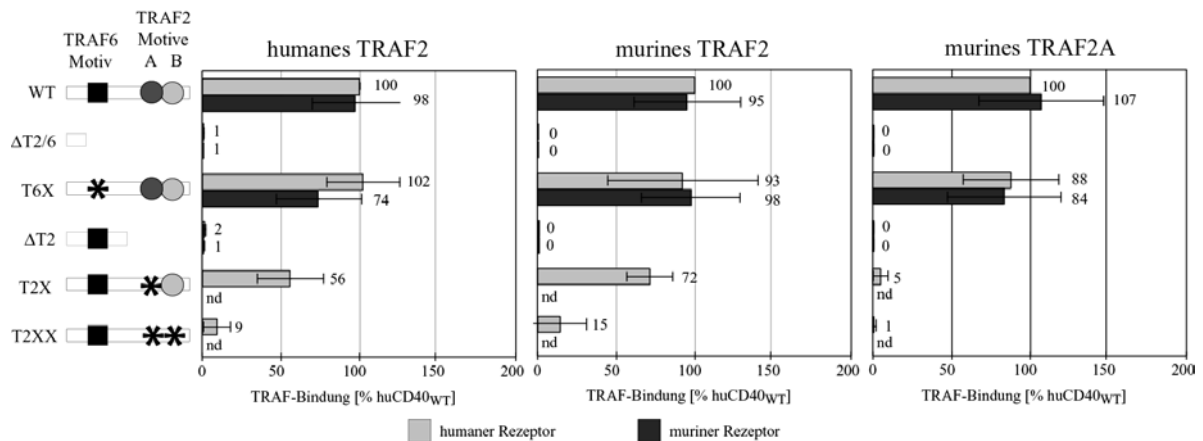 TRAF6 Motiv
TRAF2 Motive
A B
humanes TRAF2
murines TRAF2
murines TRAF2A
WT
100
98
100
95
100
107
ΔT2/6
1
1
0
0
0
0
T6X
102
74
93
98
88
84
ΔT2
2
1
0
0
0
0
T2X
56
nd
72
nd
5
nd
T2XX
9
nd
15
nd
1
nd
0 50 100 150 200
0 50 100 150 200
0 50 100 150 200
TRAF-Bindung [% huCD40WT]
TRAF-Bindung [% huCD40WT]
TRAF-Bindung [% huCD40WT]
humaner Rezeptor
muriner Rezeptor